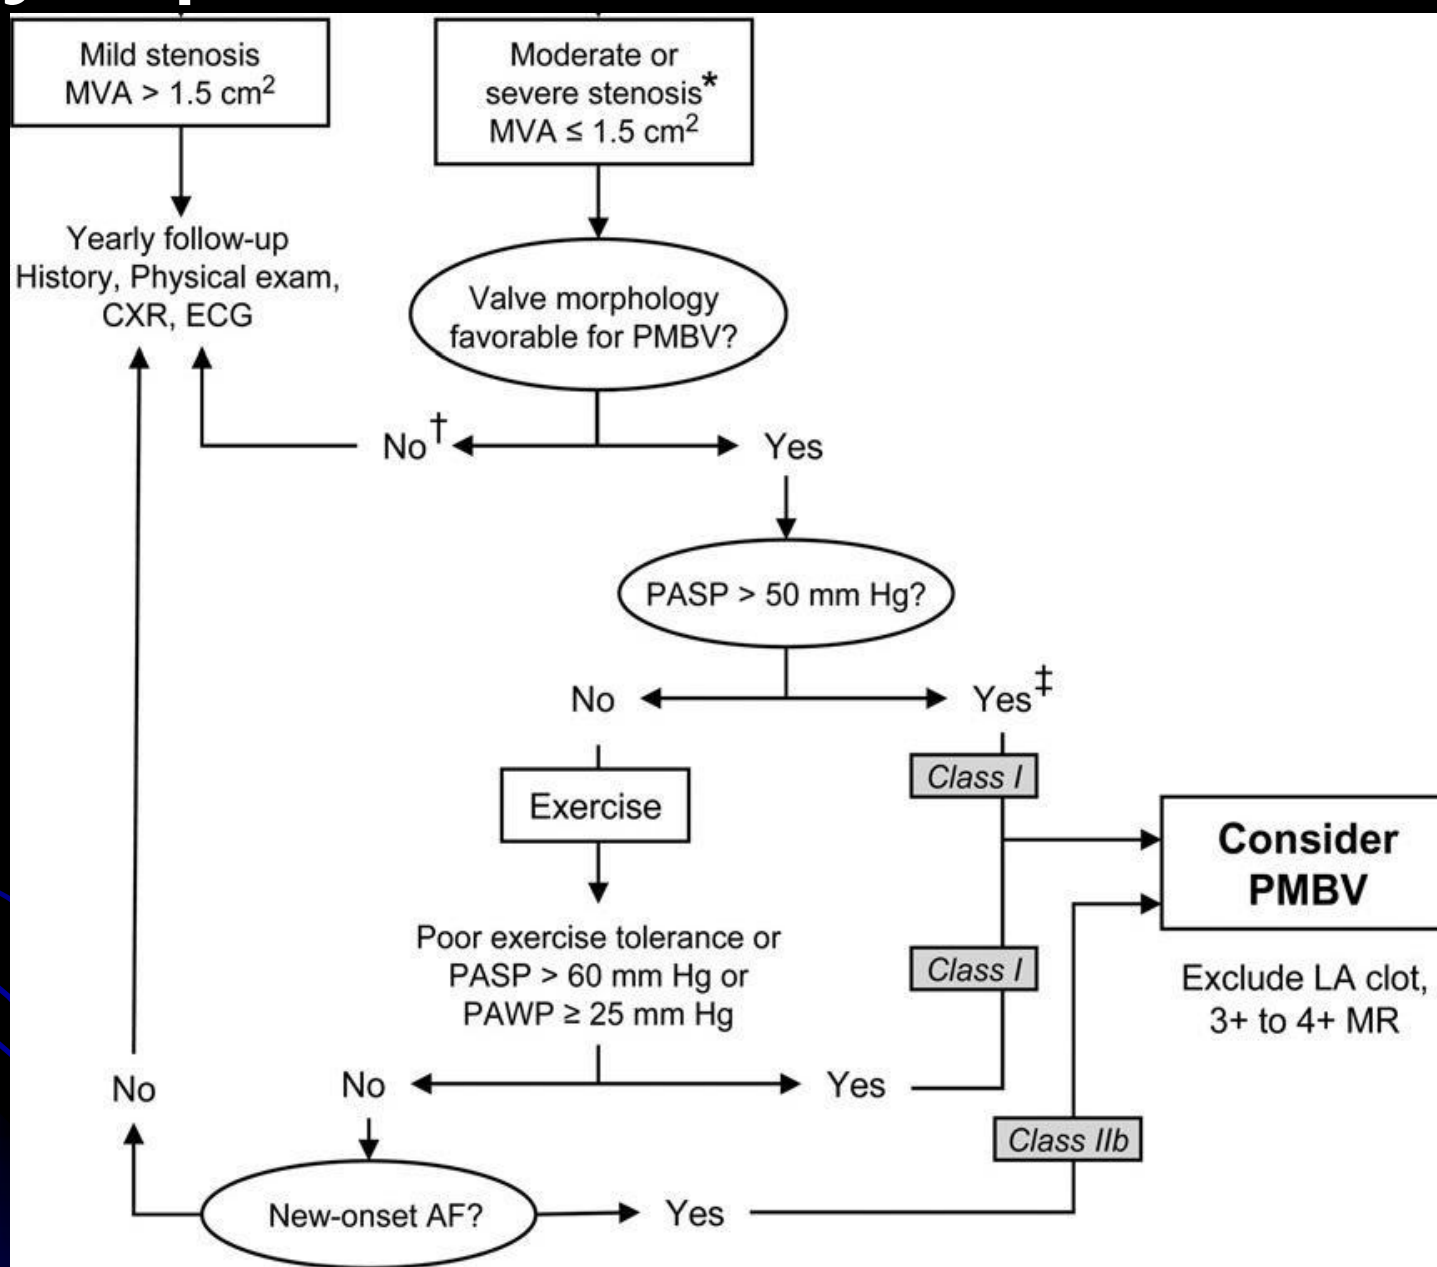 Mild stenosis
MVA > 1.5 cm2
Moderate or
severe stenosis*
MVA ≤ 1.5 cm2
Yearly follow-up
History, Physical exam,
CXR, ECG
Valve morphology
favorable for PMBV?
No†
Yes
PASP > 50 mm Hg?
No
Yes‡
Class I
Exercise
Consider
PMBV
Poor exercise tolerance or
PASP > 60 mm Hg or
PAWP ≥ 25 mm Hg
Class I
Exclude LA clot,
3+ to 4+ MR
No
No
Yes
Class IIb
New-onset AF?
Yes